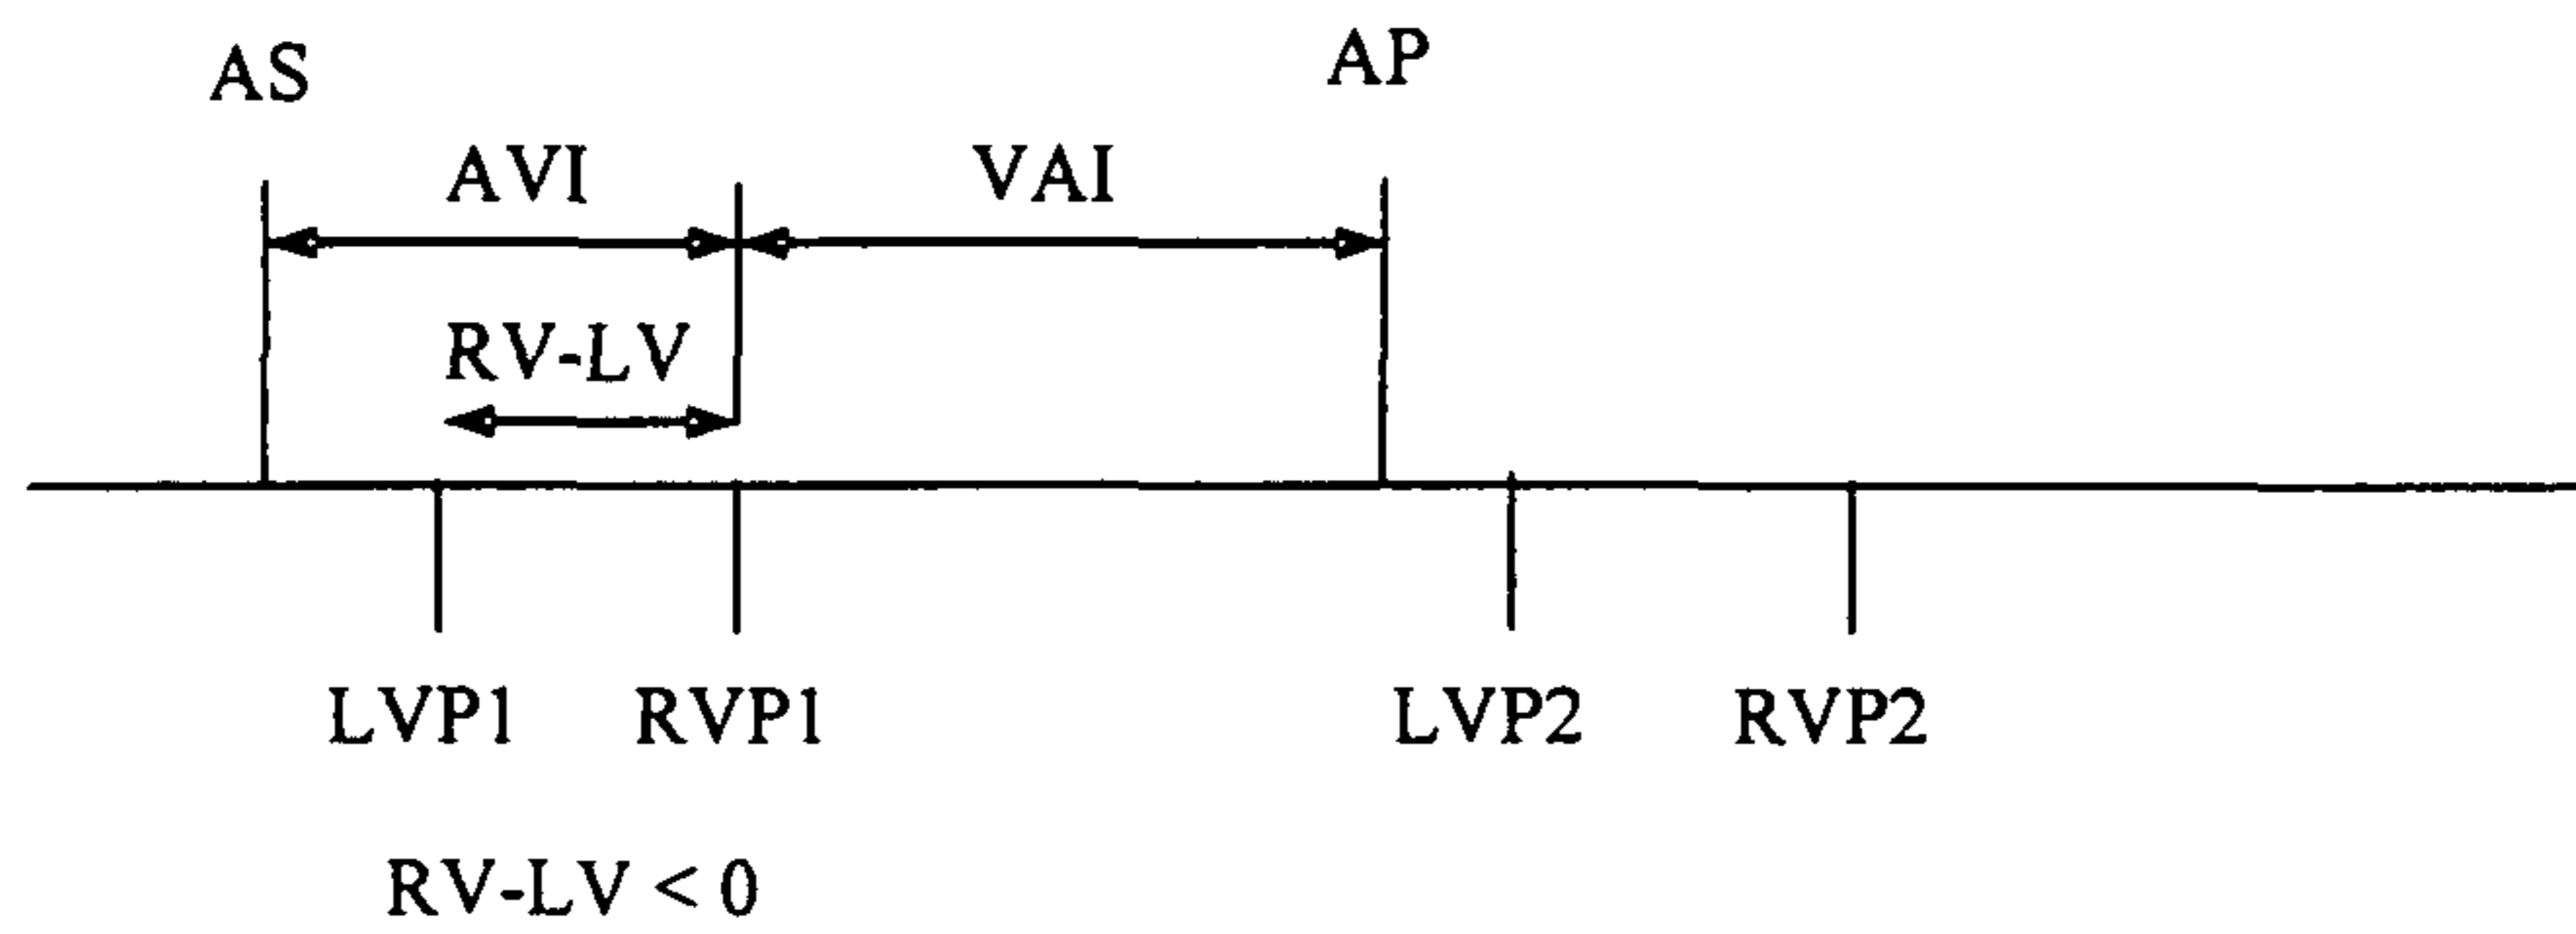 AS AP
AVI VAI
RV-LV
LVP1 RVP1 LVP2 RVP2
RV-LV < 0